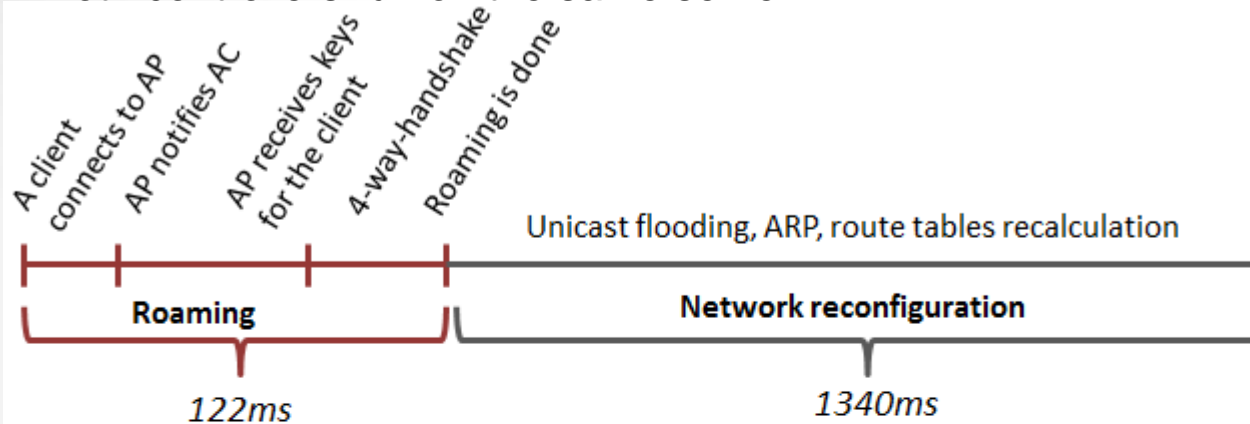 A client
connects to AP
AP notifies AC
AP receives keys
for the client
4-way-handshake
Roaming is done
Unicast flooding, ARP, route tables recalculation
Roaming
Network reconfiguration
122ms
1340ms